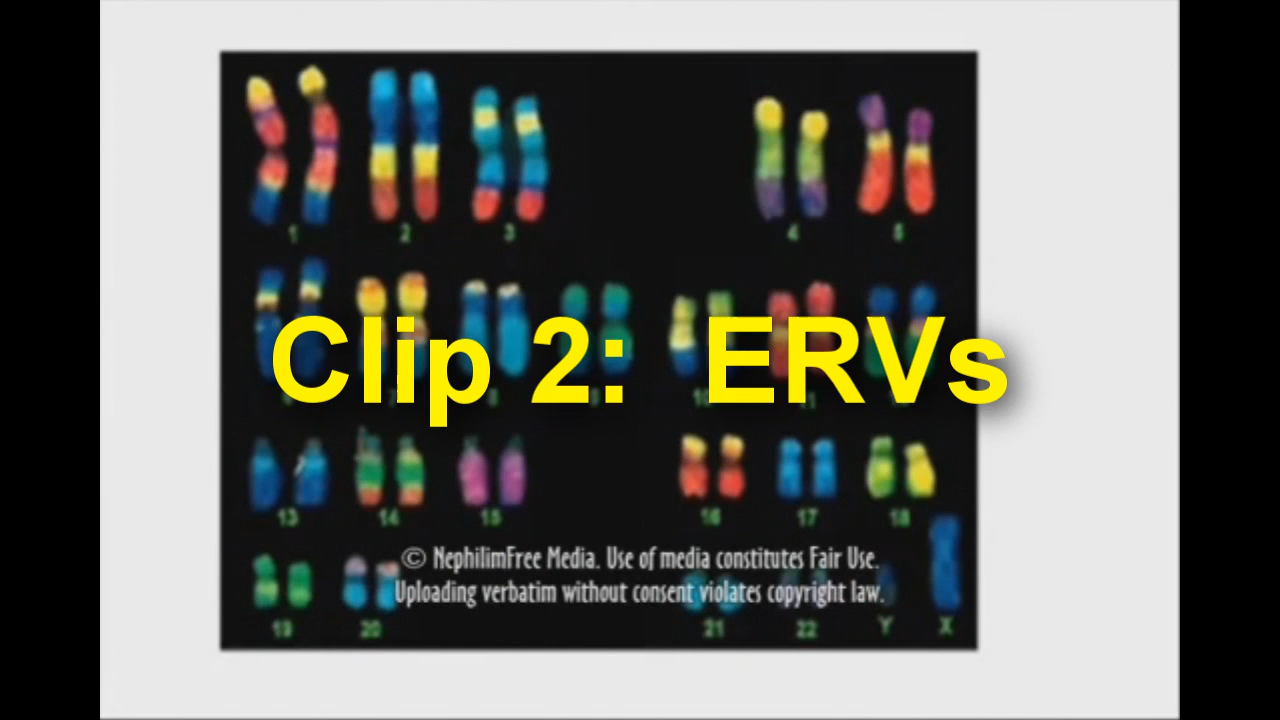 1 2 3 4 5
Clip 2: ERVs
13 14 15 16 17 18
© NephilimFree Media. Use of media constitutes Fair Use.
Uploading verbatim without consent violates copyright law.
19 20 21 22 Y X